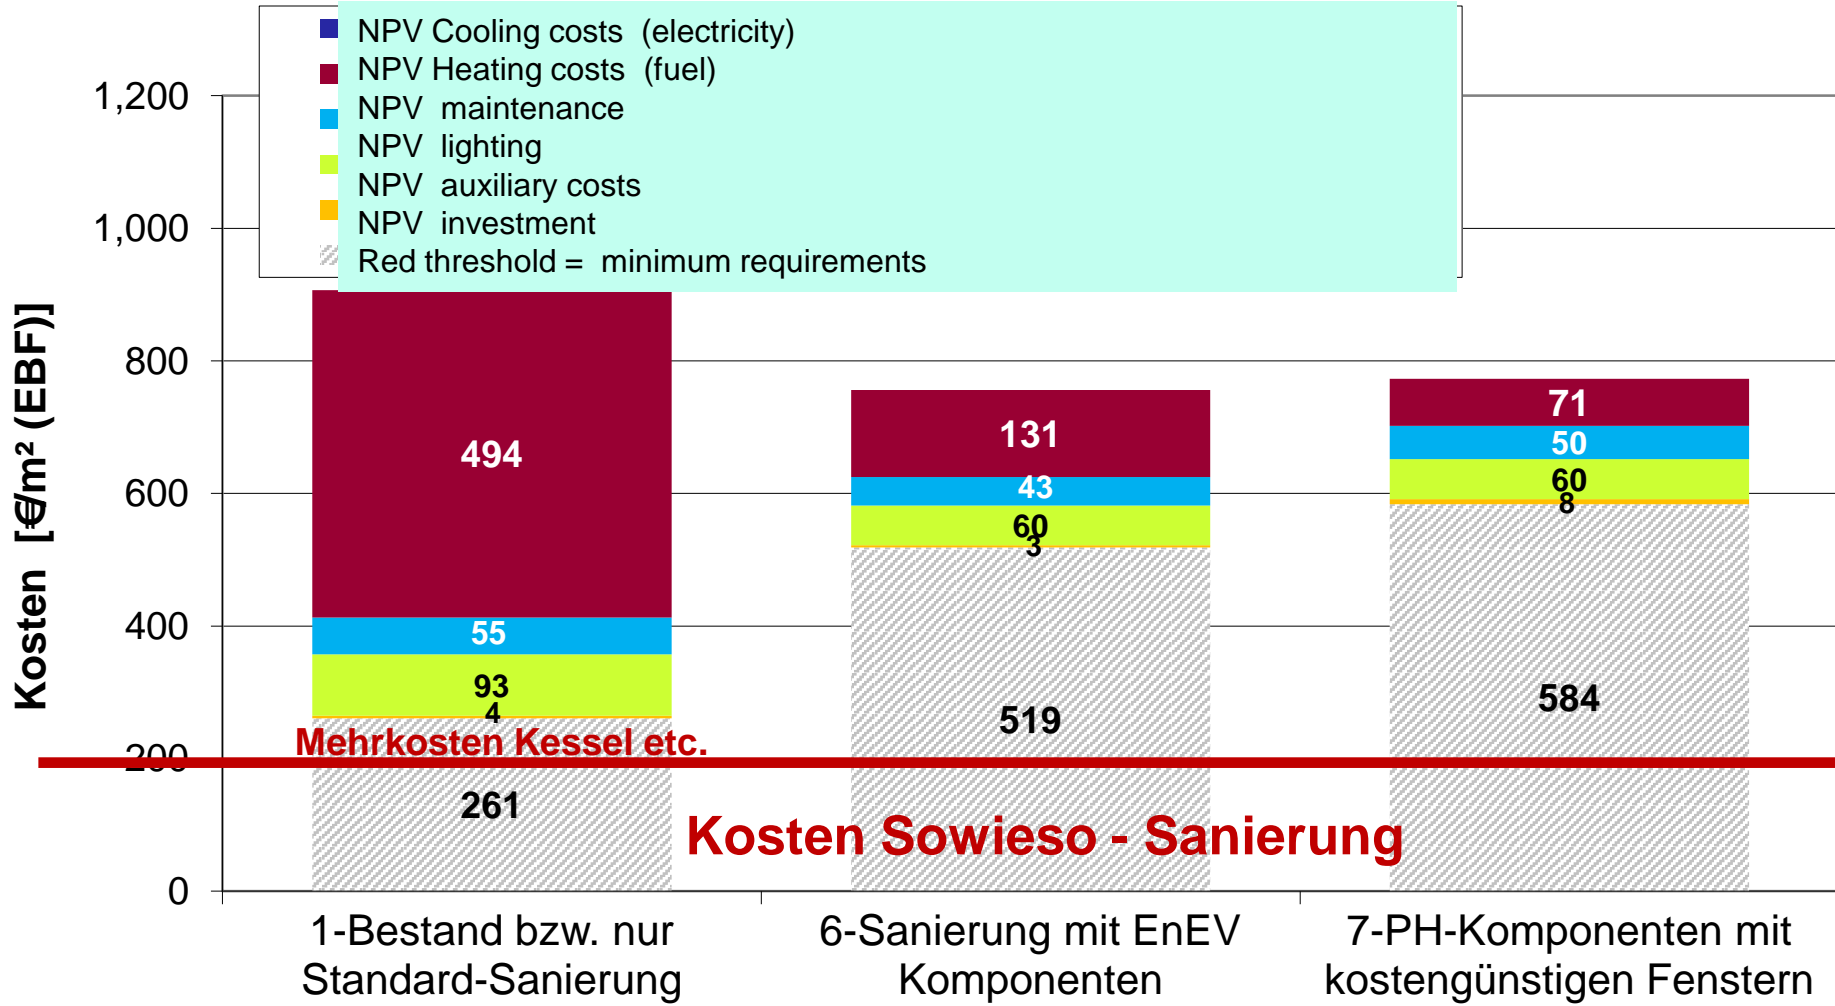 NPV Cooling costs (electricity)
NPV Heating costs (fuel)
NPV maintenance
NPV lighting
NPV auxiliary costs
NPV investment
Red threshold = minimum requirements
Kosten [€/m² (EBF)]
1,200
1,000
800
600
400
200
0
494
55
93
4
261
131
43
60
3
519
71
50
60
8
584
Mehrkosten Kessel etc.
Kosten Sowieso - Sanierung
1-Bestand bzw. nur
Standard-Sanierung
6-Sanierung mit EnEV
Komponenten
7-PH-Komponenten mit
kostengünstigen Fenstern